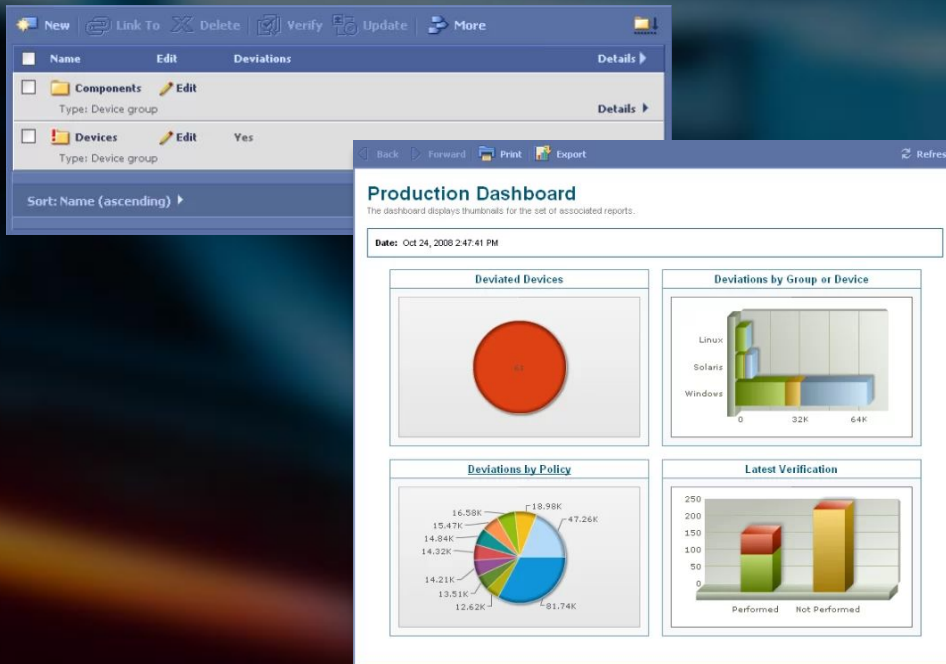 New Link To Delete Verify Update More
Name Edit Deviations Details
Components Edit
Type: Device group Details
Devices Edit Yes
Type: Device group
Sort: Name (ascending)
Back Forward Print Export Refres
Production Dashboard
The dashboard displays thumbnails for the set of associated reports.
Date: Oct 24, 2008 2:47:41 PM
Deviated Devices
Deviations by Group or Device
Linux
Solaris
Windows
0 32K 64K
Deviations by Policy
18.98K
16.58K
47.26K
15.47K
14.84K
14.32K
14.21K
13.51K
12.62K
81.74K
Latest Verification
250
200
150
100
50
0
Performed Not Performed